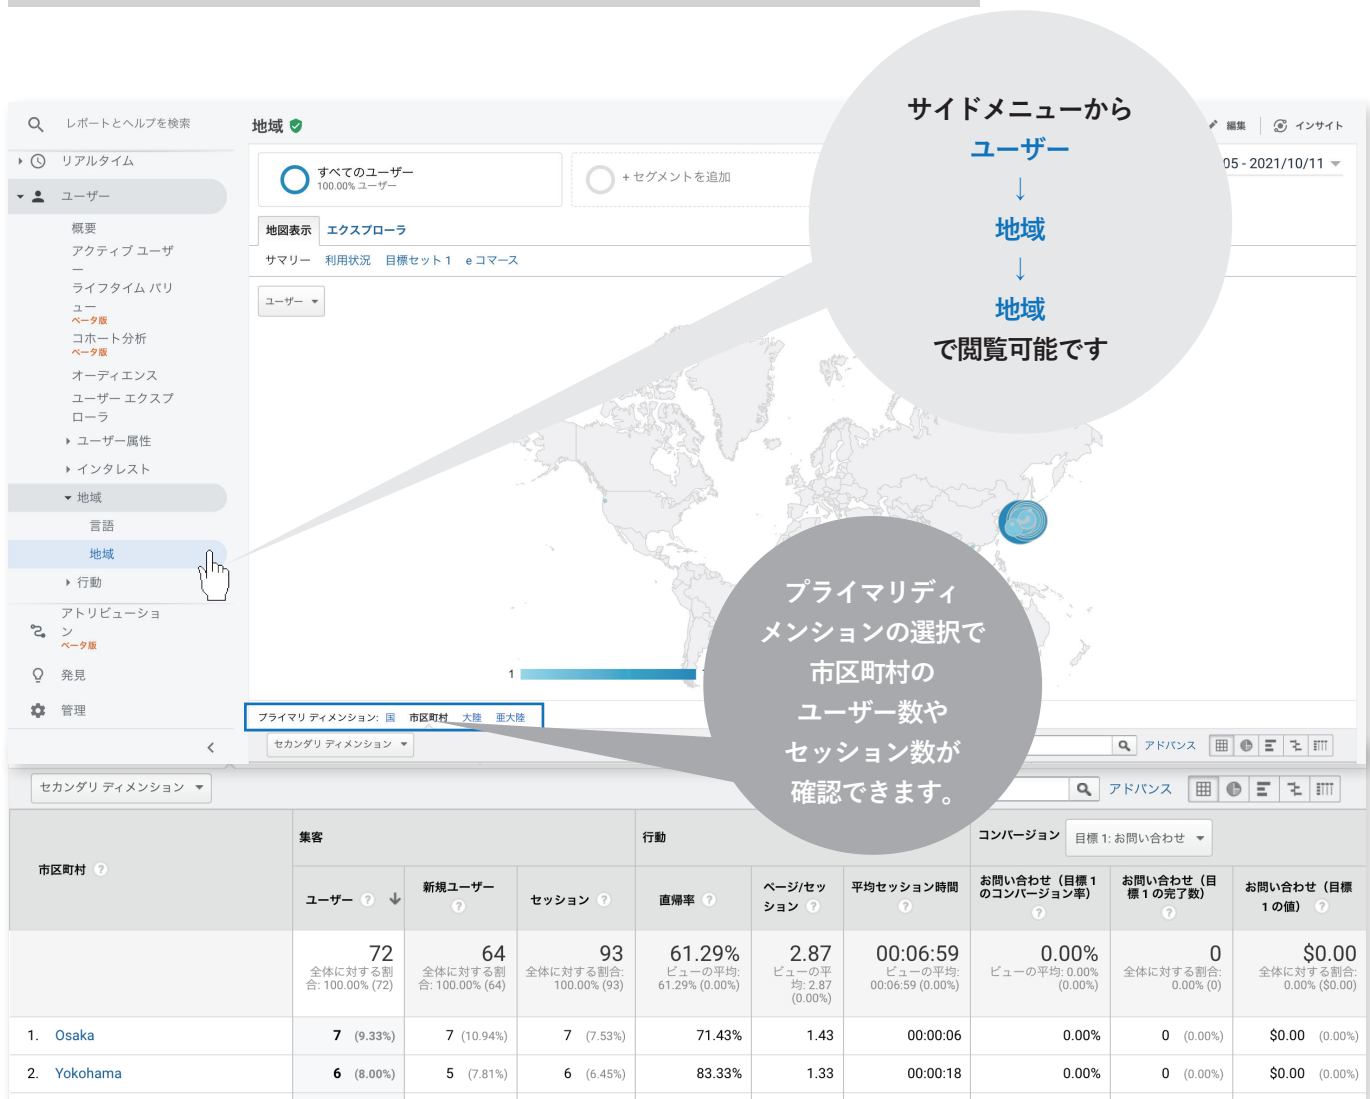 サイドメニューから
ユーザー
↓
地域
↓
地域
で閲覧可能です
レポートとヘルプを検索
リアルタイム
ユーザー
概要
アクティブ ユーザ
ー
ライフタイム バリ
ュー
ベータ版
コホート分析
ベータ版
オーディエンス
ユーザー エクスプ
ローラ
ユーザー属性
インタレスト
地域
言語
地域
行動
アトリビューショ
ン
ベータ版
発見
管理
地域
編集
インサイト
すべてのユーザー
100.00% ユーザー
+ セグメントを追加
05 - 2021/10/11
地図表示 エクスプローラ
サマリー 利用状況 目標セット 1 e コマース
ユーザー
1
プライマリディ
メンションの選択で
市区町村の
ユーザー数や
セッション数が
確認できます。
プライマリ ディメンション: 国 市区町村 大陸 亜大陸
セカンダリ ディメンション
アドバンス
セカンダリ ディメンション
アドバンス
市区町村 ?
集客
行動
コンバージョン 目標 1: お問い合わせ
ユーザー ?
新規ユーザー
?
セッション ?
直帰率 ?
ページ/セッ
ション ?
平均セッション時間
?
お問い合わせ（目標 1
のコンバージョン率）
?
お問い合わせ（目
標 1 の完了数）
?
お問い合わせ（目標
1 の値） ?
72
全体に対する割
合: 100.00% (72)
64
全体に対する割
合: 100.00% (64)
93
全体に対する割合:
100.00% (93)
61.29%
ビューの平均:
61.29% (0.00%)
2.87
ビューの平
均: 2.87
(0.00%)
00:06:59
ビューの平均:
00:06:59 (0.00%)
0.00%
ビューの平均: 0.00%
(0.00%)
0
全体に対する割合:
0.00% (0)
$0.00
全体に対する割合:
0.00% ($0.00)
1. Osaka 7 (9.33%) 7 (10.94%) 7 (7.53%) 71.43% 1.43 00:00:06 0.00% 0 (0.00%) $0.00 (0.00%)
2. Yokohama 6 (8.00%) 5 (7.81%) 6 (6.45%) 83.33% 1.33 00:00:18 0.00% 0 (0.00%) $0.00 (0.00%)